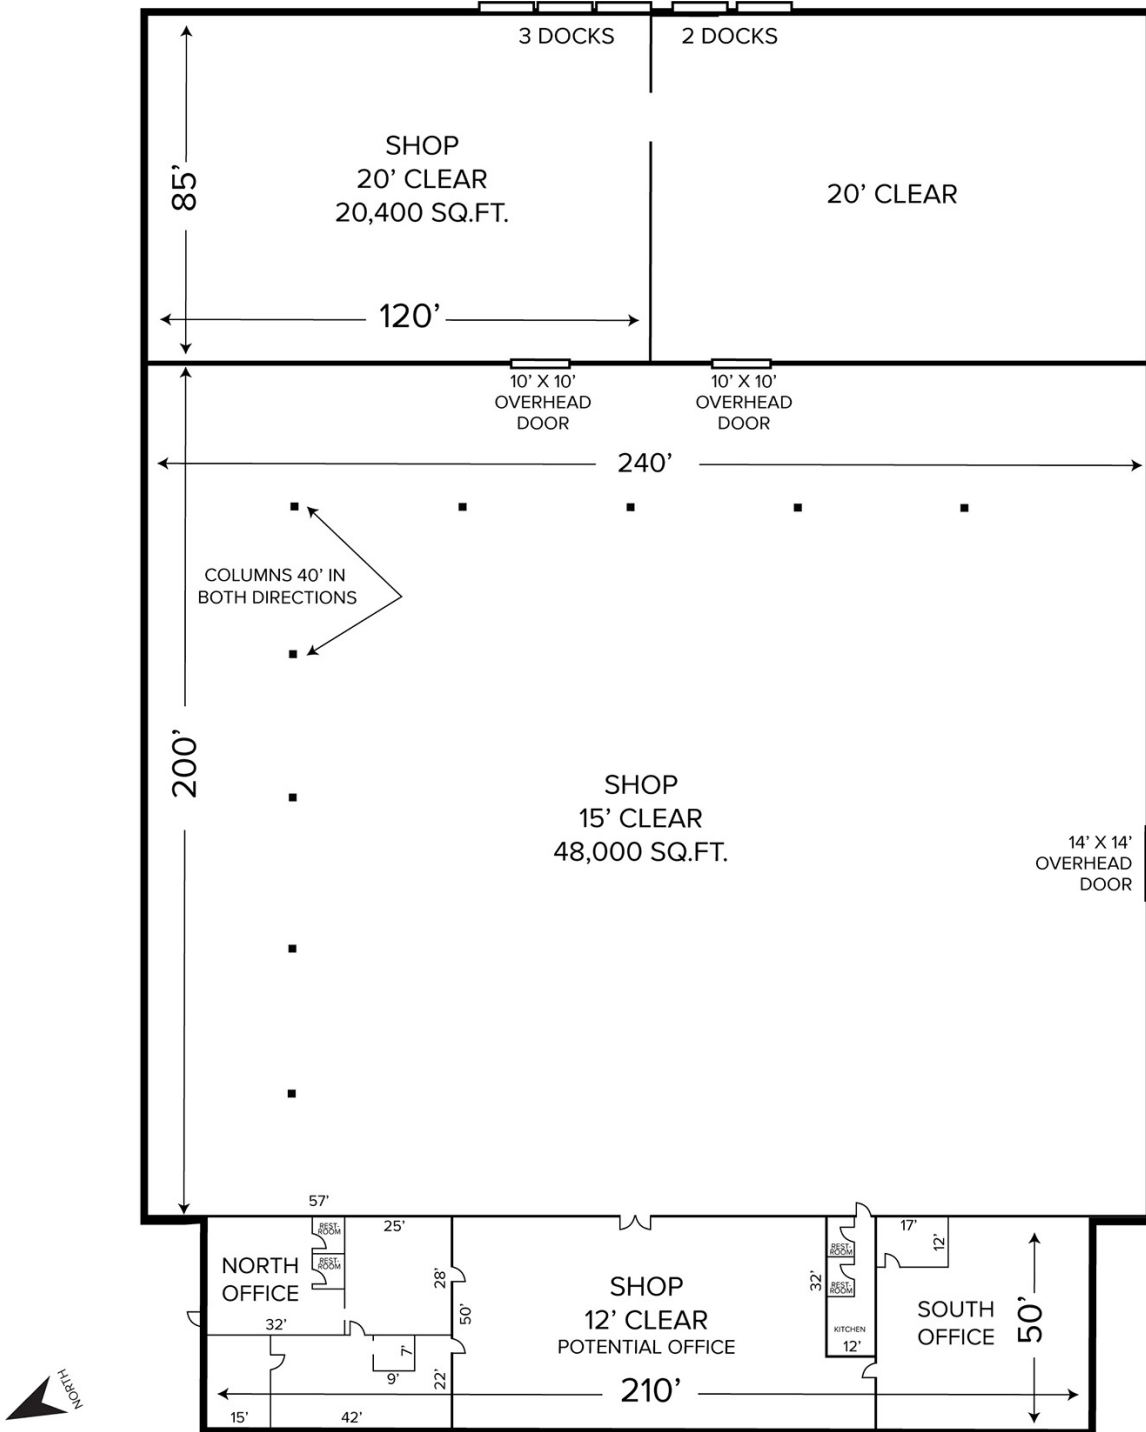 3 DOCKS
2 DOCKS
SHOP
20’ CLEAR
20,400 SQ.FT.
85’
20’ CLEAR
120’
10’ X 10’
OVERHEAD
DOOR
10’ X 10’
OVERHEAD
DOOR
240’
COLUMNS 40’ IN
BOTH DIRECTIONS
200’
SHOP
15’ CLEAR
48,000 SQ.FT.
14’ X 14’
OVERHEAD
DOOR
57’
REST-
ROOM
REST-
ROOM
25’
NORTH
OFFICE
28’
50’
32’
7’
9’
22’
15’
42’
SHOP
12’ CLEAR
POTENTIAL OFFICE
210’
REST-
ROOM
REST-
ROOM
32’
KITCHEN
12’
17’
12’
SOUTH
OFFICE
50’
NORTH